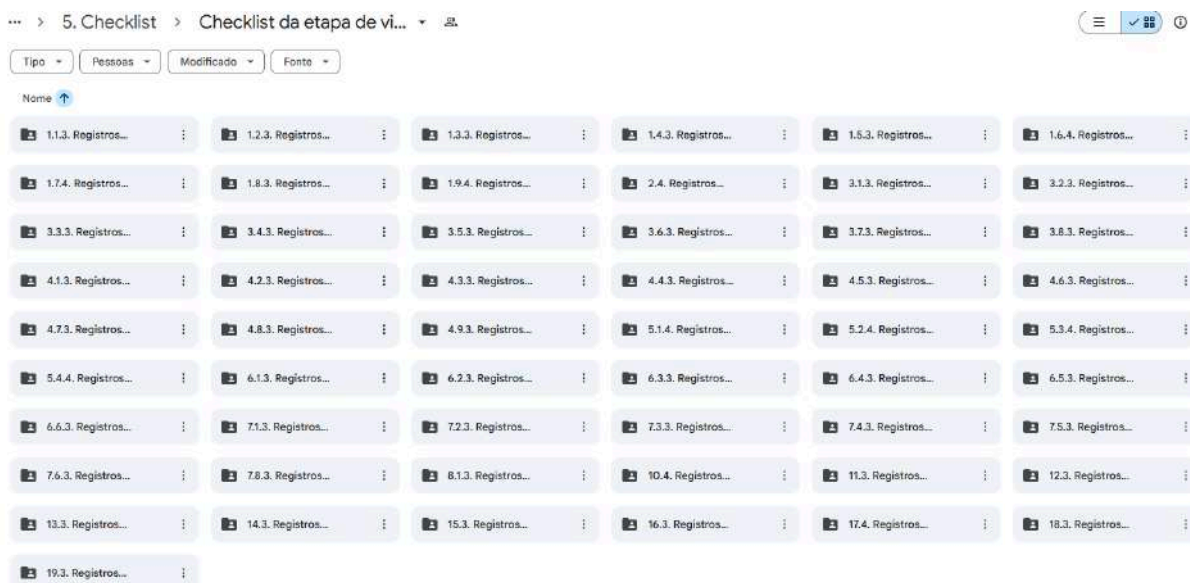 ... > 5. Checklist > Checklist da etapa de vi...
Tipo Pessoas Modificado Fonte
Nome
1.1.3. Registros... 1.2.3. Registros... 1.3.3. Registros... 1.4.3. Registros... 1.5.3. Registros... 1.6.4. Registros...
1.7.4. Registros... 1.8.3. Registros... 1.9.4. Registros... 2.4. Registros... 3.1.3. Registros... 3.2.3. Registros...
3.3.3. Registros... 3.4.3. Registros... 3.5.3. Registros... 3.6.3. Registros... 3.7.3. Registros... 3.8.3. Registros...
4.1.3. Registros... 4.2.3. Registros... 4.3.3. Registros... 4.4.3. Registros... 4.5.3. Registros... 4.6.3. Registros...
4.7.3. Registros... 4.8.3. Registros... 4.9.3. Registros... 5.1.4. Registros... 5.2.4. Registros... 5.3.4. Registros...
5.4.4. Registros... 6.1.3. Registros... 6.2.3. Registros... 6.3.3. Registros... 6.4.3. Registros... 6.5.3. Registros...
6.6.3. Registros... 7.1.3. Registros... 7.2.3. Registros... 7.3.3. Registros... 7.4.3. Registros... 7.5.3. Registros...
7.6.3. Registros... 7.8.3. Registros... 8.1.3. Registros... 10.4. Registros... 11.3. Registros... 12.3. Registros...
13.3. Registros... 14.3. Registros... 15.3. Registros... 16.3. Registros... 17.4. Registros... 18.3. Registros...
19.3. Registros...